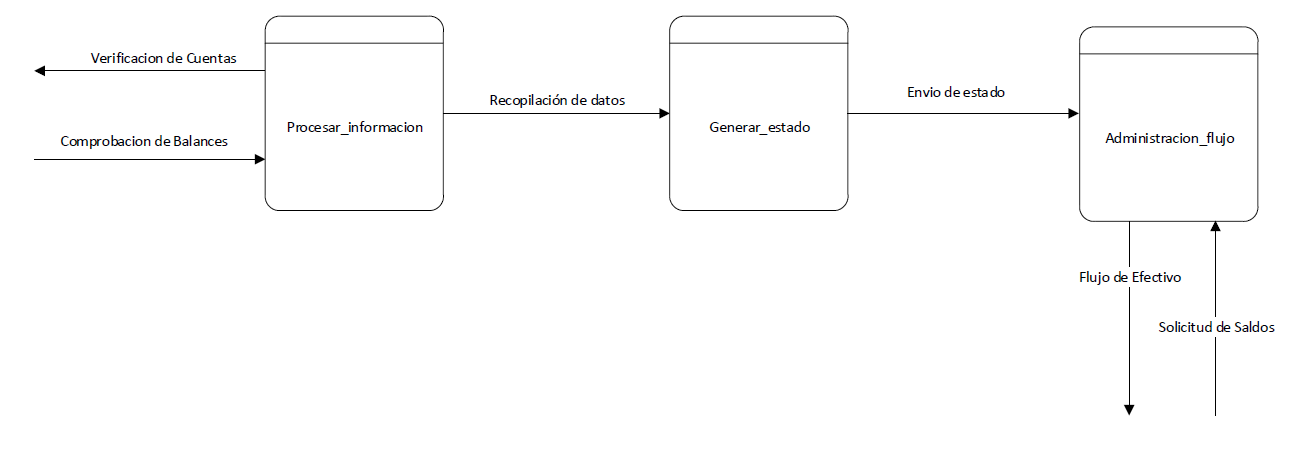 Verificacion de Cuentas
Comprobacion de Balances
Procesar_informacion
Recopilación de datos
Generar_estado
Envio de estado
Administracion_flujo
Flujo de Efectivo
Solicitud de Saldos